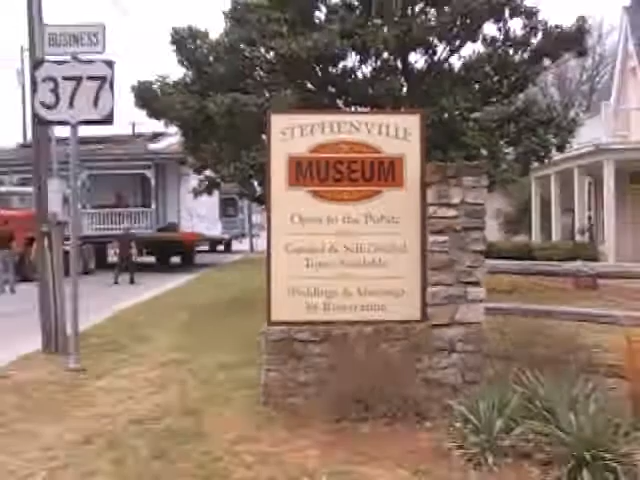 BUSINESS
377
STEPHENVILLE
MUSEUM
Open to the Public
Guided & Self-Guided
Tours Available
Weddings & Meetings
by Reservation